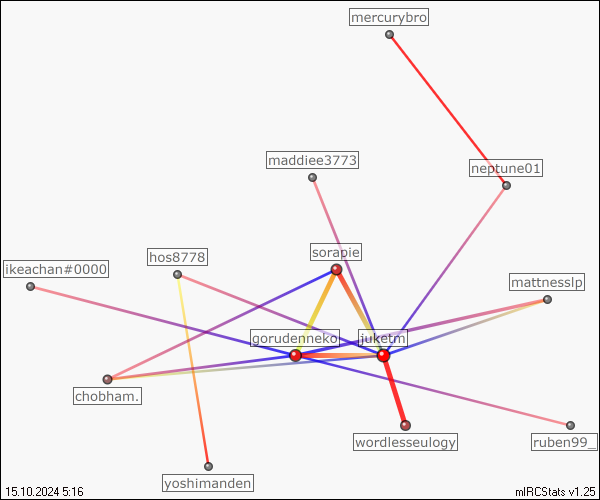 mercurybro
maddiee3773
neptune01
sorapie
hos8778
ikeachan#0000
mattnesslp
gorudenneko
juketm
chobham.
wordlesseulogy
ruben99_
yoshimanden
15.10.2024 5:16
mIRCStats v1.25